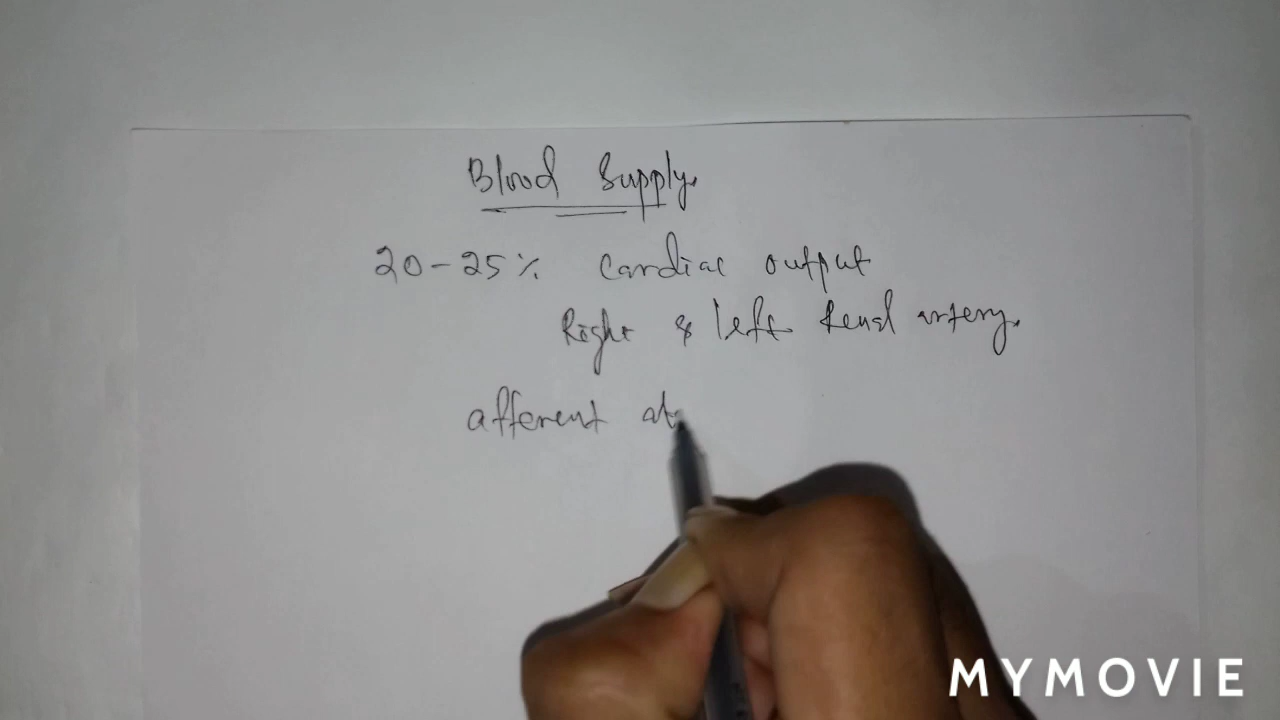 Blood Supply.
20-25% Cardiac output
Right & left Renal artery.
afferent
MYMOVIE